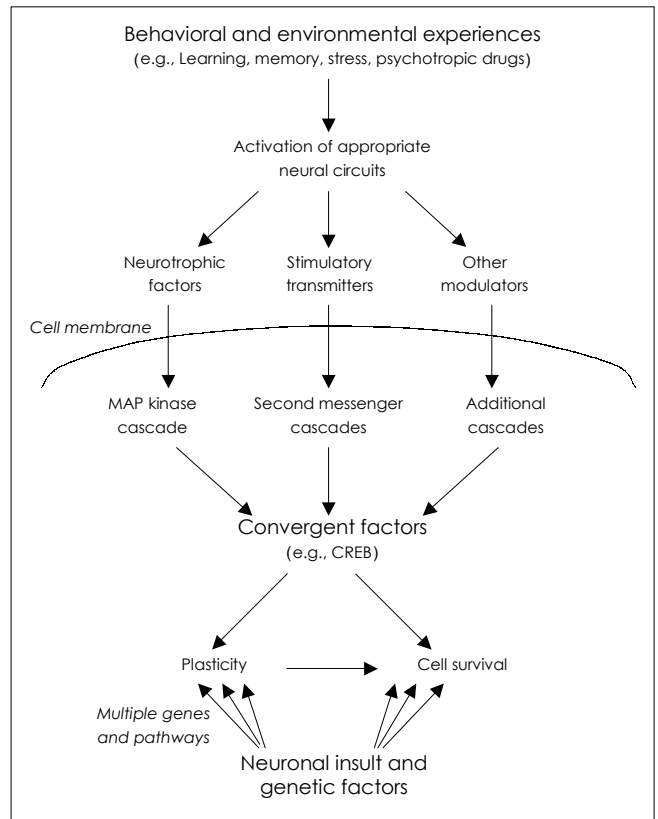 Behavioral and environmental experiences
(e.g., Learning, memory, stress, psychotropic drugs)
Activation of appropriate
neural circuits
Neurotrophic
factors
Stimulatory
transmitters
Other
modulators
Cell membrane
MAP kinase
cascade
Second messenger
cascades
Additional
cascades
Convergent factors
(e.g., CREB)
Plasticity
Cell survival
Multiple genes
and pathways
Neuronal insult and
genetic factors